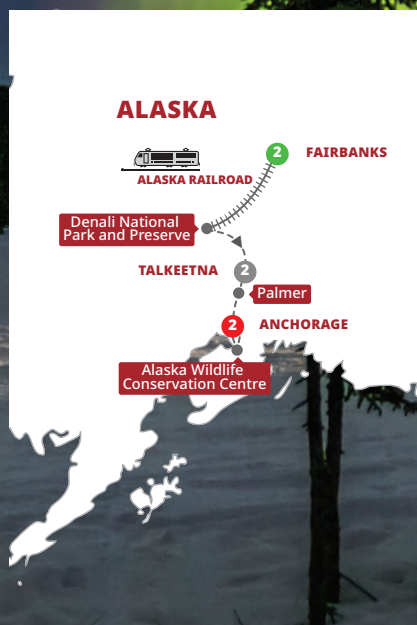 ALASKA
2
FAIRBANKS
ALASKA RAILROAD
Denali National
Park and Preserve
TALKEETNA
2
Palmer
2
ANCHORAGE
Alaska Wildlife
Conservation Centre